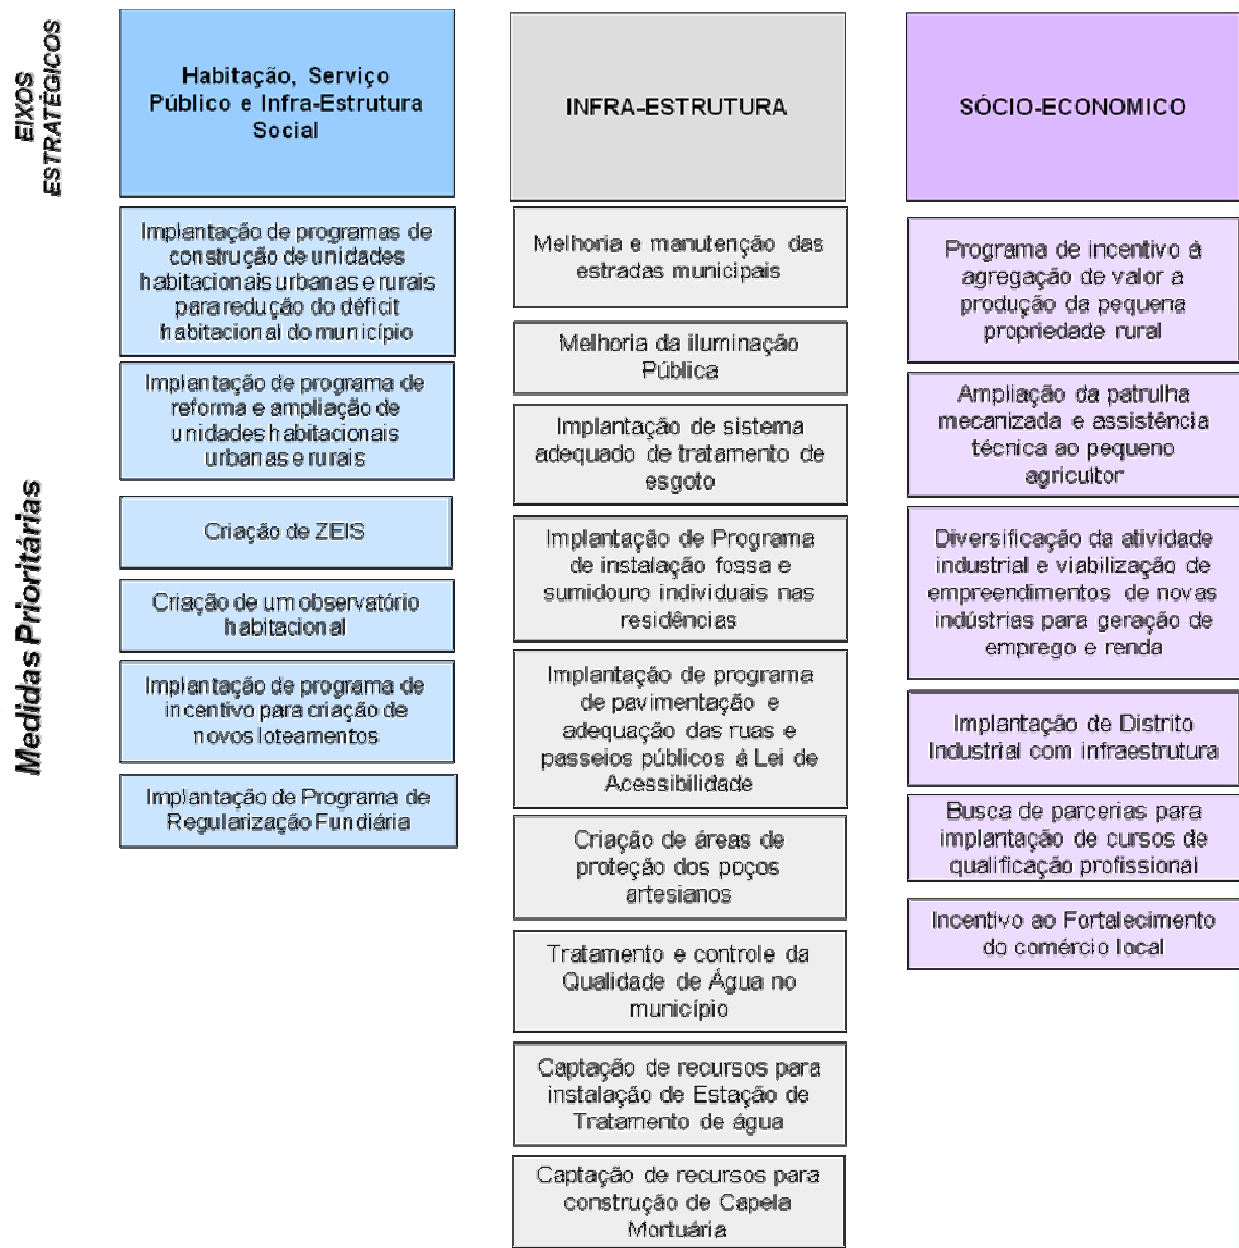 EIXOS
ESTRATÉGICOS
Habitação, Serviço
Público e Infra-Estrutura
Social
INFRA-ESTRUTURA
SÓCIO-ECONOMICO
Medidas Prioritárias
Implantação de programas de
construção de unidades
habitacionais urbanas e rurais
para redução do déficit
habitacional do município
Implantação de programa de
reforma e ampliação de
unidades habitacionais
urbanas e rurais
Criação de ZEIS
Criação de um observatório
habitacional
Implantação de programa de
incentivo para criação de
novos loteamentos
Implantação de Programa de
Regularização Fundiária
Melhoria e manutenção das
estradas municipais
Melhoria da iluminação
Pública
Implantação de sistema
adequado de tratamento de
esgoto
Implantação de Programa
de instalação fossa e
sumidouro individuais nas
residências
Implantação de programa
de pavimentação e
adequação das ruas e
passeios públicos á Lei de
Acessibilidade
Criação de áreas de
proteção dos poços
artesianos
Tratamento e controle da
Qualidade de Água no
município
Captação de recursos para
instalação de Estação de
Tratamento de água
Captação de recursos para
construção de Capela
Mortuária
Programa de incentivo á
agregação de valor a
produção da pequena
propriedade rural
Ampliação da patrulha
mecanizada e assistência
técnica ao pequeno
agricultor
Diversificação da atividade
industrial e viabilização de
empreendimentos de novas
indústrias para geração de
emprego e renda
Implantação de Distrito
Industrial com infraestrutura
Busca de parcerias para
implantação de cursos de
qualificação profissional
Incentivo ao Fortalecimento
do comércio local